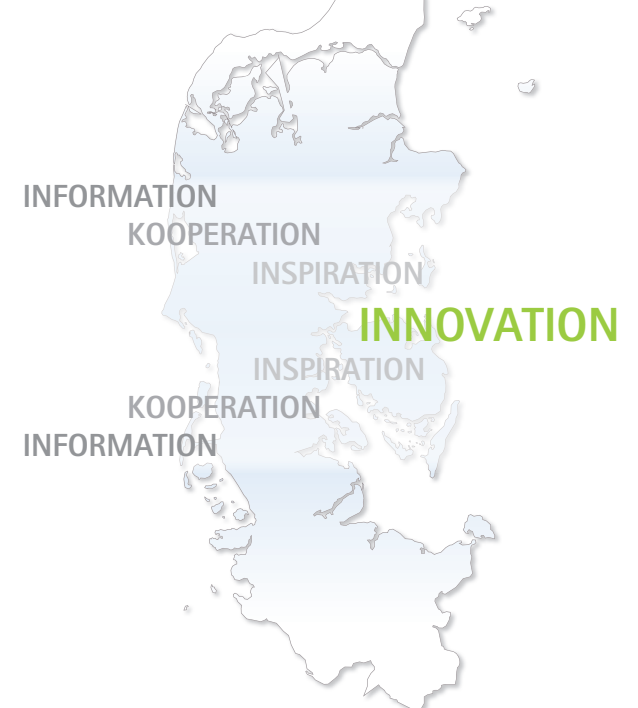 INFORMATION
KOOPERATION
INSPIRATION
INNOVATION
INSPIRATION
KOOPERATION
INFORMATION